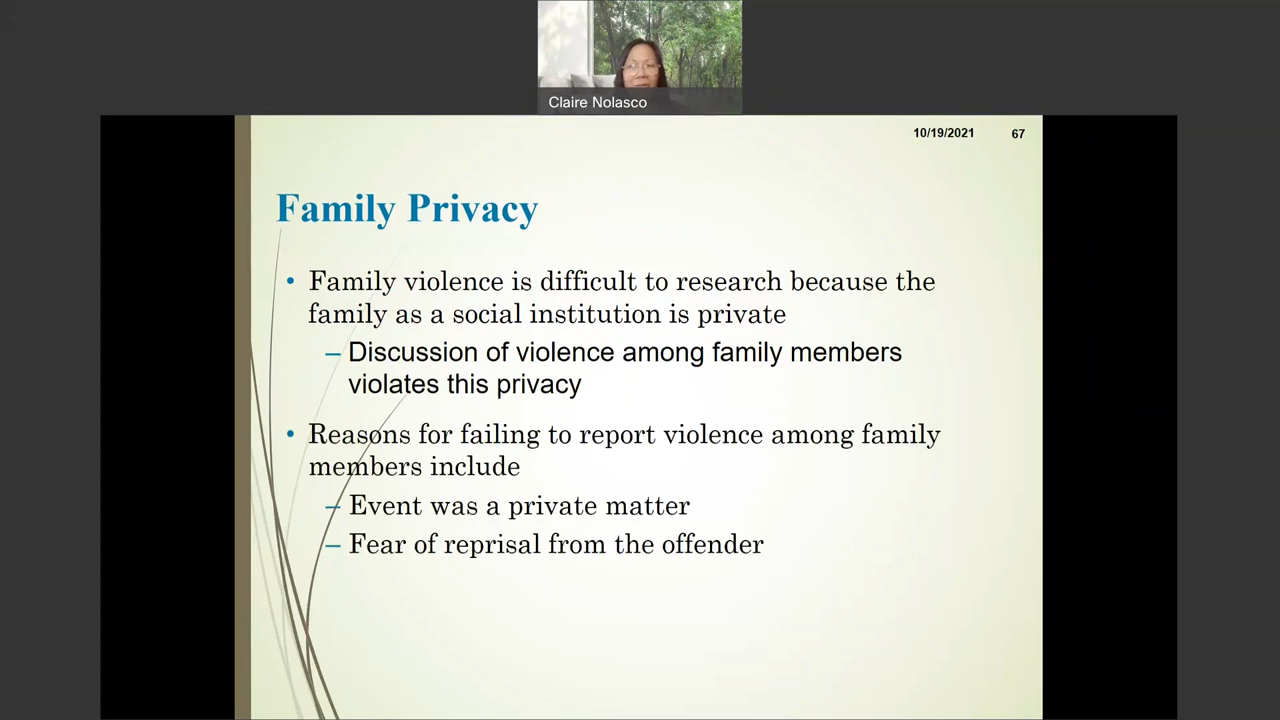 Claire Nolasco
10/19/2021 67
Family Privacy
• Family violence is difficult to research because the
family as a social institution is private
– Discussion of violence among family members
violates this privacy
• Reasons for failing to report violence among family
members include
– Event was a private matter
– Fear of reprisal from the offender